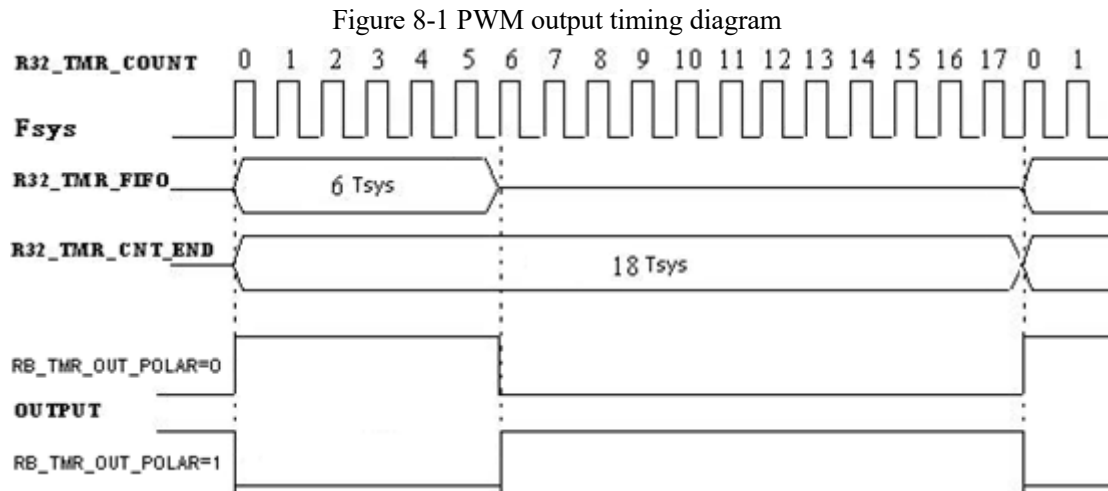 Figure 8-1 PWM output timing diagram
R32_TMR_COUNT 0 1 2 3 4 5 6 7 8 9 10 11 12 13 14 15 16 17 0 1
Fsys
R32_TMR_FIFO 6 Tsys
R32_TMR_CNT_END 18 Tsys
RB_TMR_OUT_POLAR=0
OUTPUT
RB_TMR_OUT_POLAR=1